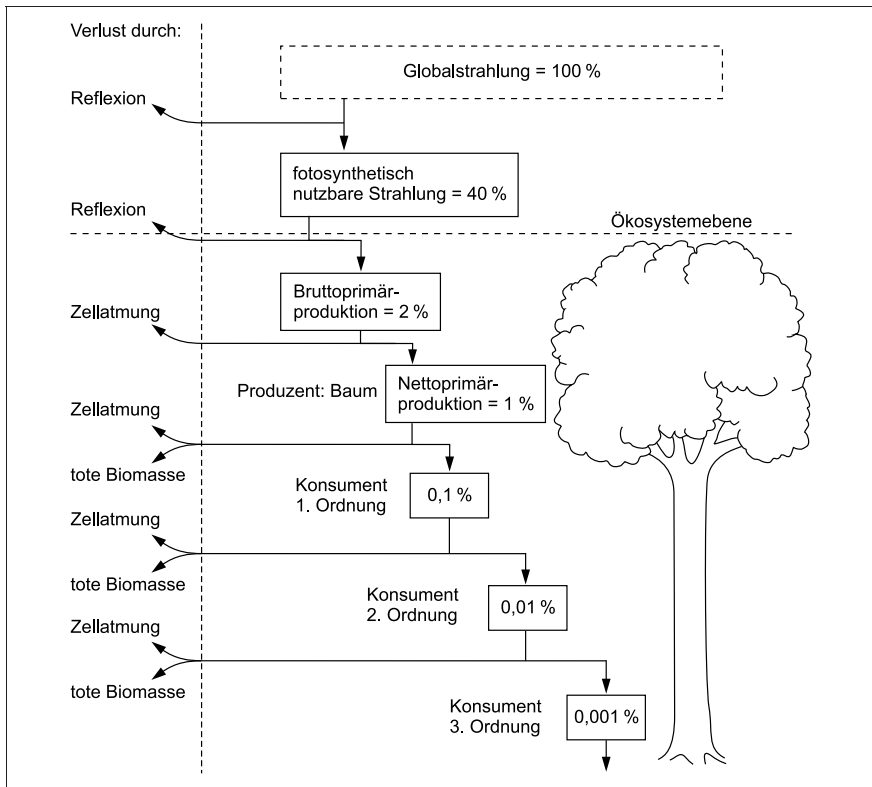 Verlust durch:
Globalstrahlung = 100 %
Reflexion
fotosynthetisch
nutzbare Strahlung = 40 %
Reflexion
Ökosystemebene
Bruttoprimär-
produktion = 2 %
Zellatmung
Produzent: Baum
Nettoprimär-
produktion = 1 %
Zellatmung
tote Biomasse
Konsument
1. Ordnung
0,1 %
Zellatmung
tote Biomasse
Konsument
2. Ordnung
0,01 %
Zellatmung
tote Biomasse
Konsument
3. Ordnung
0,001 %